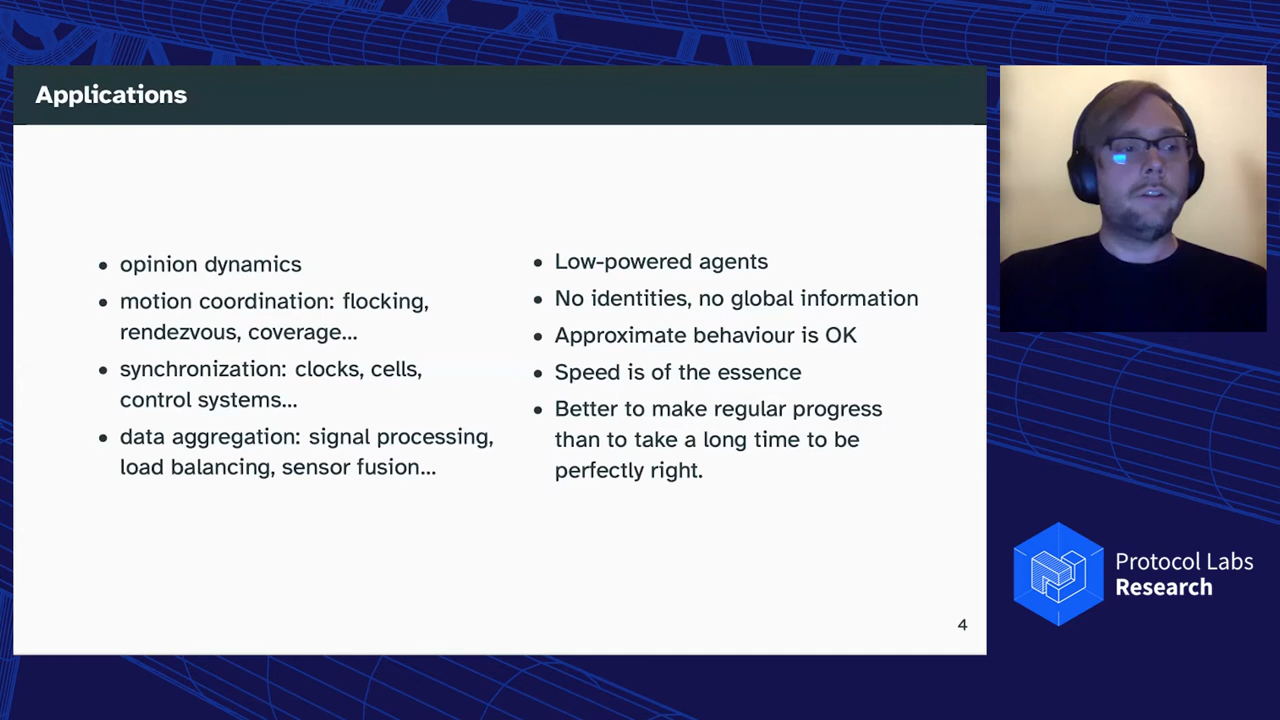 Applications
• opinion dynamics
• motion coordination: flocking,
rendezvous, coverage...
• synchronization: clocks, cells,
control systems...
• data aggregation: signal processing,
load balancing, sensor fusion...
• Low-powered agents
• No identities, no global information
• Approximate behaviour is OK
• Speed is of the essence
• Better to make regular progress
than to take a long time to be
perfectly right.
4
Protocol Labs
Research